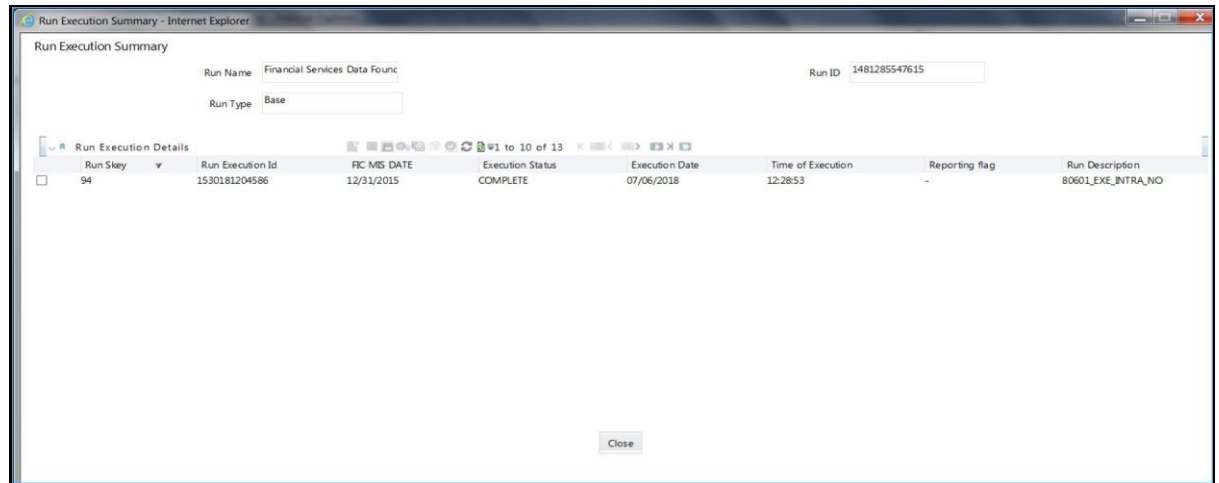 Run Execution Summary - Internet Explorer
Run Execution Summary
Run Name Financial Services Data Founc Run ID 1481285547615
Run Type Base
Run Execution Details 1 to 10 of 13
Run Skey Run Execution Id FIC MIS DATE Execution Status Execution Date Time of Execution Reporting flag Run Description
94 1530181204586 12/31/2015 COMPLETE 07/06/2018 12:28:53 - 80601_EXE_INTRA_NO
Close